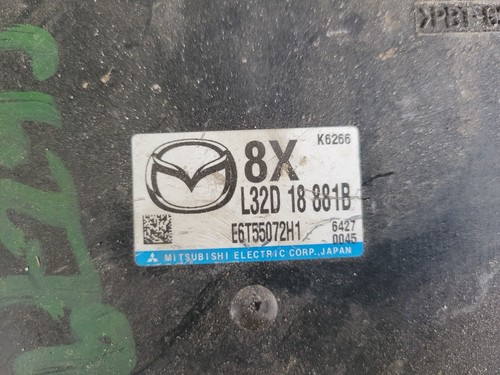 K6266
8X
L32D 18 881B
E6T55072H1
6427
0045
MITSUBISHI ELECTRIC CORP., JAPAN